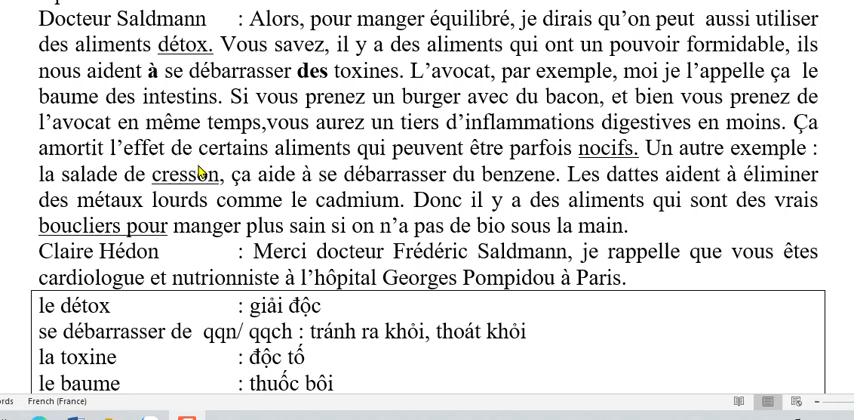 Docteur Saldmann : Alors, pour manger équilibré, je dirais qu’on peut aussi utiliser
des aliments détox. Vous savez, il y a des aliments qui ont un pouvoir formidable, ils
nous aident à se débarrasser des toxines. L’avocat, par exemple, moi je l’appelle ça le
baume des intestins. Si vous prenez un burger avec du bacon, et bien vous prenez de
l’avocat en même temps,vous aurez un tiers d’inflammations digestives en moins. Ça
amortit l’effet de certains aliments qui peuvent être parfois nocifs. Un autre exemple :
la salade de cresson, ça aide à se débarrasser du benzene. Les dattes aident à éliminer
des métaux lourds comme le cadmium. Donc il y a des aliments qui sont des vrais
boucliers pour manger plus sain si on n’a pas de bio sous la main.
Claire Hédon : Merci docteur Frédéric Saldmann, je rappelle que vous êtes
cardiologue et nutrionniste à l’hôpital Georges Pompidou à Paris.
le détox : giải độc
se débarrasser de qqn/ qqch : tránh ra khỏi, thoát khỏi
la toxine : độc tố
le baume : thuốc bôi
French (France)